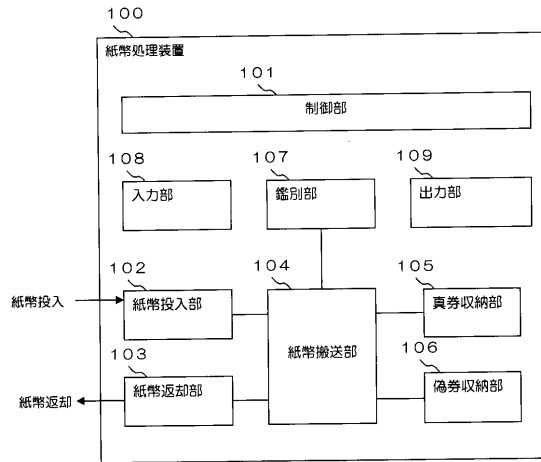 １００
紙幣処理装置
１０１
制御部
１０８
入力部
１０７
鑑別部
１０９
出力部
紙幣投入
１０２
紙幣投入部
１０４
紙幣搬送部
１０５
真券収納部
紙幣返却
１０３
紙幣返却部
１０６
偽券収納部